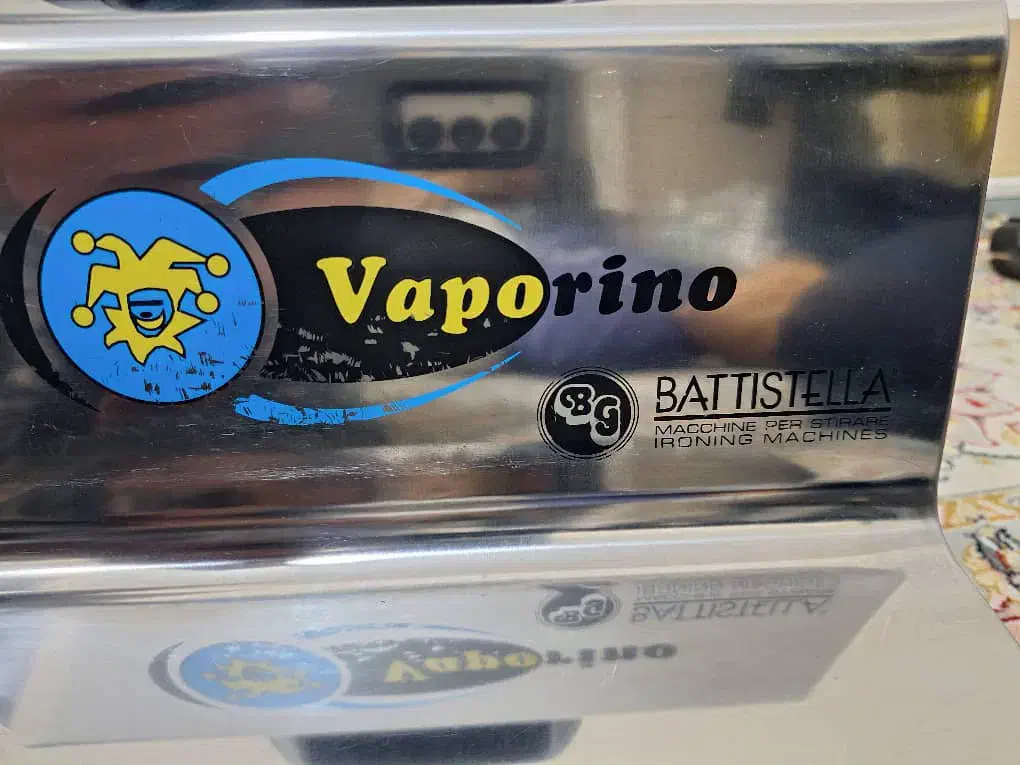 Vaporino
BG
BATTISTELLA
MACCHINE PER STIRARE
IRONING MACHINES